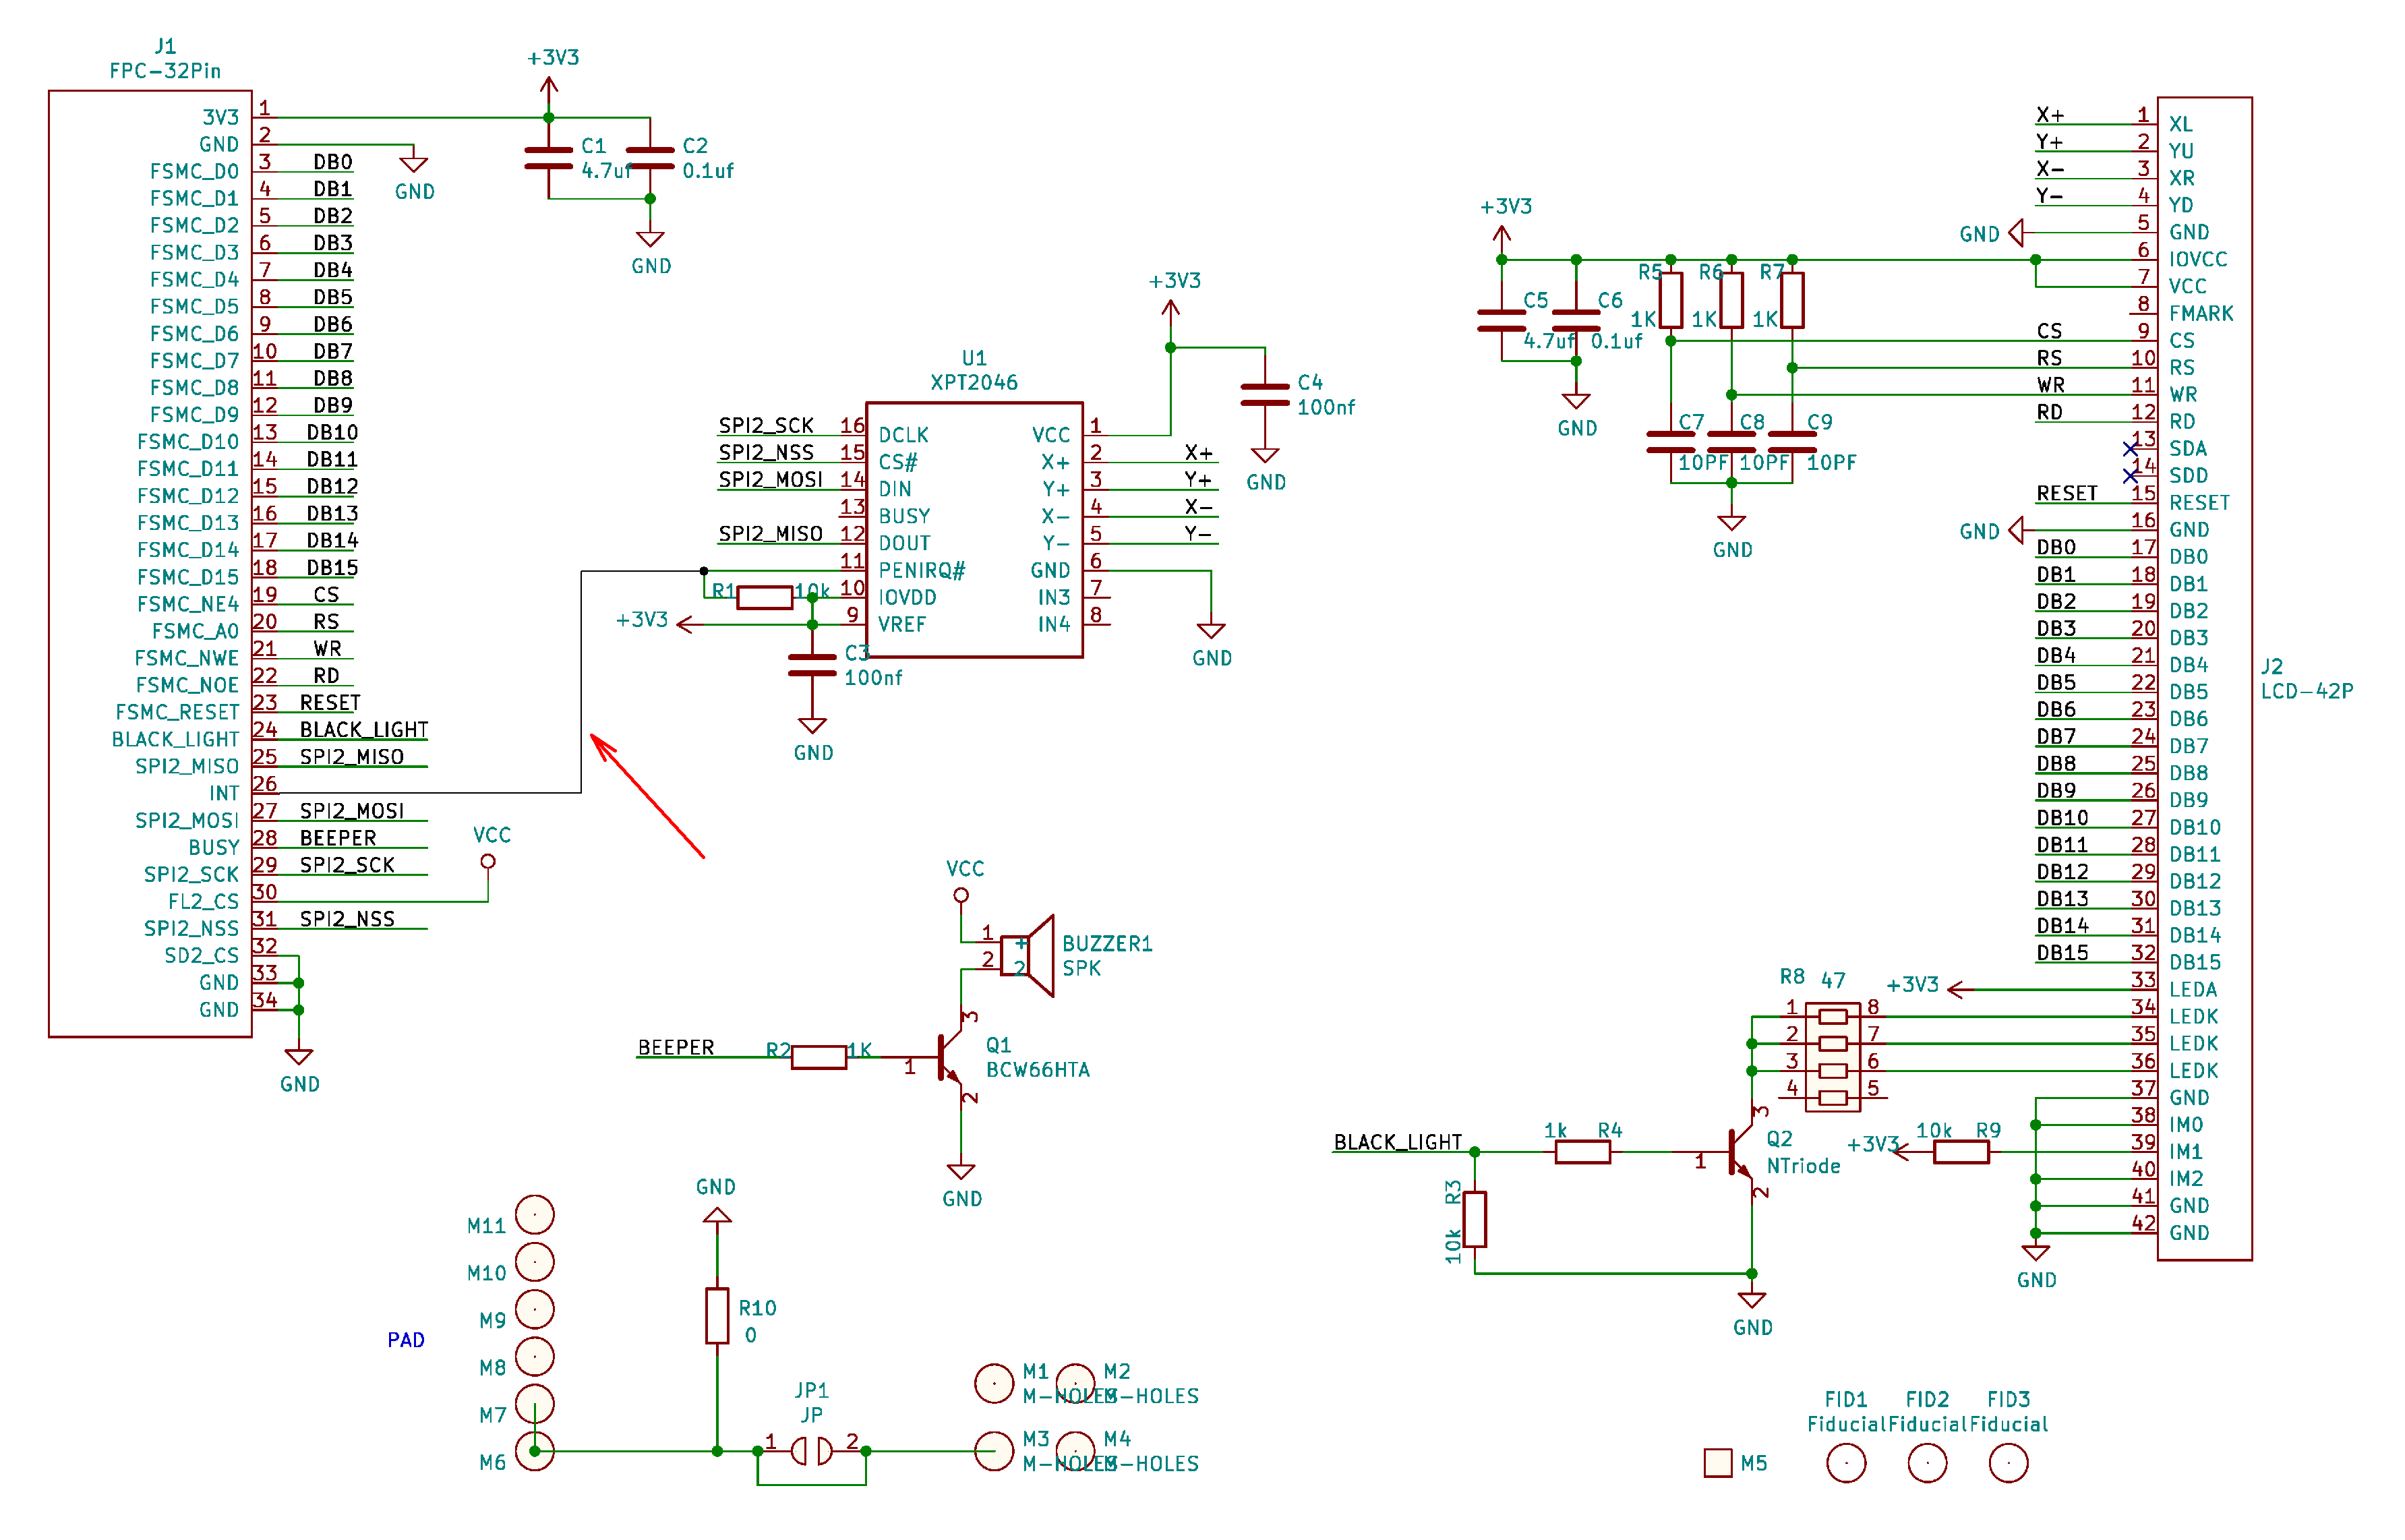 J1
FPC-32Pin
3V3 1
GND 2
FSMC_D0 3 DB0
FSMC_D1 4 DB1
FSMC_D2 5 DB2
FSMC_D3 6 DB3
FSMC_D4 7 DB4
FSMC_D5 8 DB5
FSMC_D6 9 DB6
FSMC_D7 10 DB7
FSMC_D8 11 DB8
FSMC_D9 12 DB9
FSMC_D10 13 DB10
FSMC_D11 14 DB11
FSMC_D12 15 DB12
FSMC_D13 16 DB13
FSMC_D14 17 DB14
FSMC_D15 18 DB15
FSMC_NE4 19 CS
FSMC_A0 20 RS
FSMC_NWE 21 WR
FSMC_NOE 22 RD
FSMC_RESET 23 RESET
BLACK_LIGHT 24 BLACK_LIGHT
SPI2_MISO 25 SPI2_MISO
INT 26
SPI2_MOSI 27 SPI2_MOSI
BUSY 28 BEEPER
SPI2_SCK 29 SPI2_SCK
FL2_CS 30
SPI2_NSS 31 SPI2_NSS
SD2_CS 32
GND 33
GND 34
GND
GND
VCC
+3V3
C1
4.7uf
C2
0.1uf
GND
U1
XPT2046
SPI2_SCK 16 DCLK
SPI2_NSS 15 CS#
SPI2_MOSI 14 DIN
13 BUSY
SPI2_MISO 12 DOUT
11 PENIRQ#
R1 10k 10 IOVDD
+3V3 9 VREF
C3
100nf
GND
VCC 1
X+ 2 X+
Y+ 3 Y+
X- 4 X-
Y- 5 Y-
GND 6
IN3 7
IN4 8
GND
+3V3
C4
100nf
GND
VCC
1 +
2 2
BUZZER1
SPK
BEEPER R2 1K 1
3
2
Q1
BCW66HTA
GND
+3V3
C5
4.7uf
C6
0.1uf
GND
R5 1K
R6 1K
R7 1K
C7
10PF
C8
10PF
C9
10PF
GND
X+ 1 XL
Y+ 2 YU
X- 3 XR
Y- 4 YD
GND 5 GND
6 IOVCC
7 VCC
8 FMARK
CS 9 CS
RS 10 RS
WR 11 WR
RD 12 RD
13 SDA
14 SDD
RESET 15 RESET
GND 16 GND
DB0 17 DB0
DB1 18 DB1
DB2 19 DB2
DB3 20 DB3
DB4 21 DB4
DB5 22 DB5
DB6 23 DB6
DB7 24 DB7
DB8 25 DB8
DB9 26 DB9
DB10 27 DB10
DB11 28 DB11
DB12 29 DB12
DB13 30 DB13
DB14 31 DB14
DB15 32 DB15
+3V3 33 LEDA
34 LEDK
35 LEDK
36 LEDK
37 GND
38 IM0
39 IM1
40 IM2
41 GND
42 GND
GND
J2
LCD-42P
R8 47
1 8
2 7
3 6
4 5
+3V3 10k R9
BLACK_LIGHT 1k R4 1
3
2
Q2
NTriode
R3
10k
GND
PAD
M11
M10
M9
M8
M7
M6
GND
R10
0
JP1
JP
1 2
M1
M-HOLES
M2
M-HOLES
M3
M-HOLES
M4
M-HOLES
M5
FID1
Fiducial
FID2
Fiducial
FID3
Fiducial